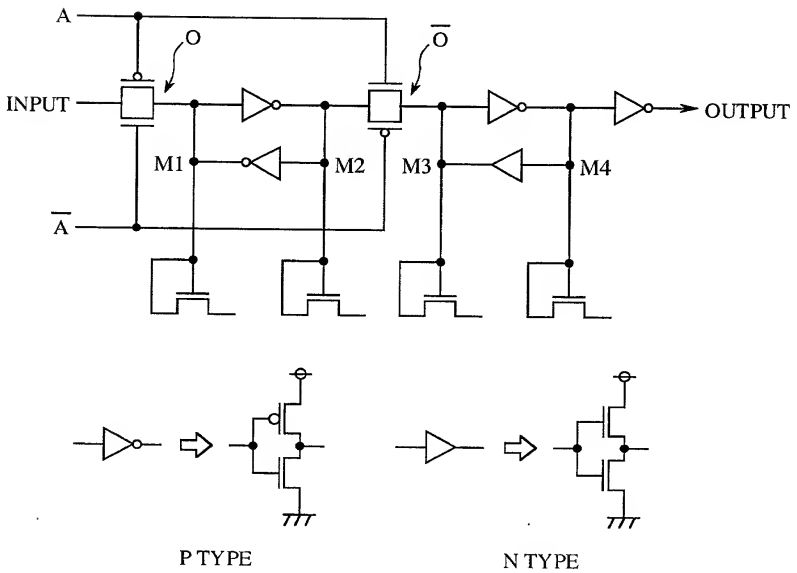 A
O
O̅
INPUT
OUTPUT
M1
M2
M3
M4
A̅
P TYPE
N TYPE